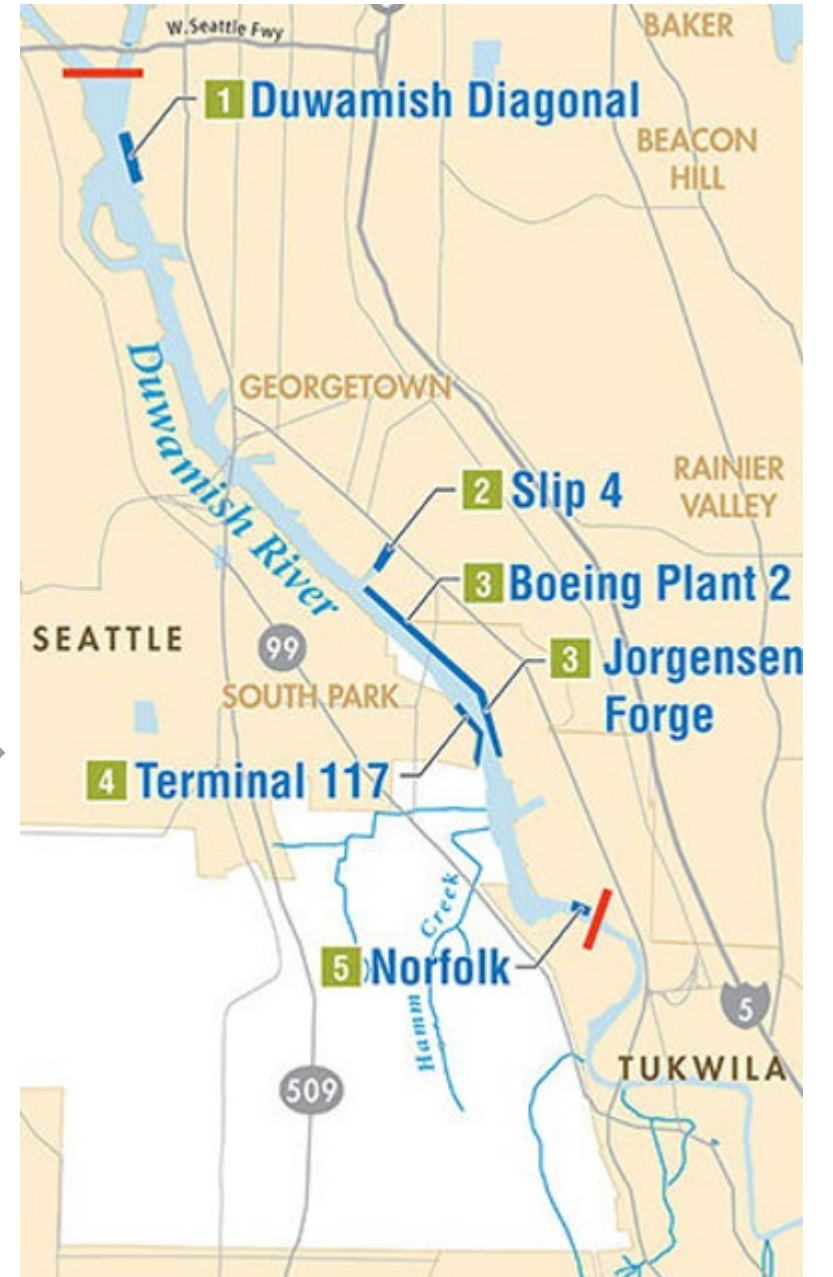 W. Seattle Fwy
BAKER
1 Duwamish Diagonal
BEACON
HILL
Duwamish River
GEORGETOWN
RAINIER
VALLEY
2 Slip 4
3 Boeing Plant 2
SEATTLE
99
3 Jorgensen
Forge
SOUTH PARK
4 Terminal 117
Hamm Creek
5 Norfolk
5
TUKWILA
509